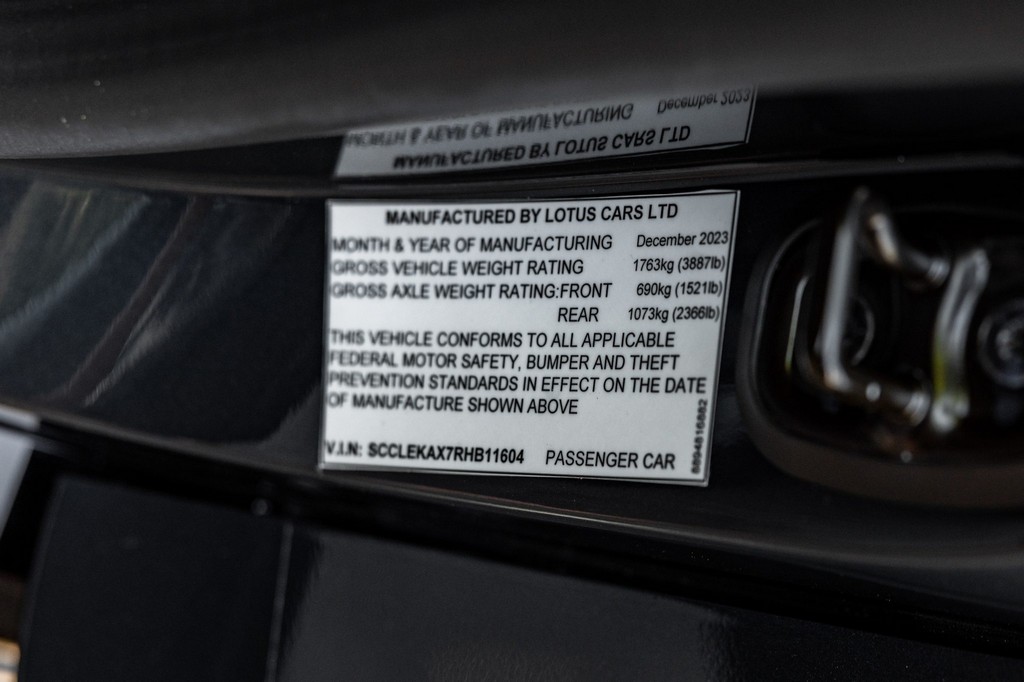 MANUFACTURED BY LOTUS CARS LTD
MONTH & YEAR OF MANUFACTURING December 2023
GROSS VEHICLE WEIGHT RATING 1763kg (3887lb)
GROSS AXLE WEIGHT RATING:FRONT 690kg (1521lb)
REAR 1073kg (2366lb)
THIS VEHICLE CONFORMS TO ALL APPLICABLE
FEDERAL MOTOR SAFETY, BUMPER AND THEFT
PREVENTION STANDARDS IN EFFECT ON THE DATE
OF MANUFACTURE SHOWN ABOVE
V.I.N: SCCLEKAX7RHB11604 PASSENGER CAR